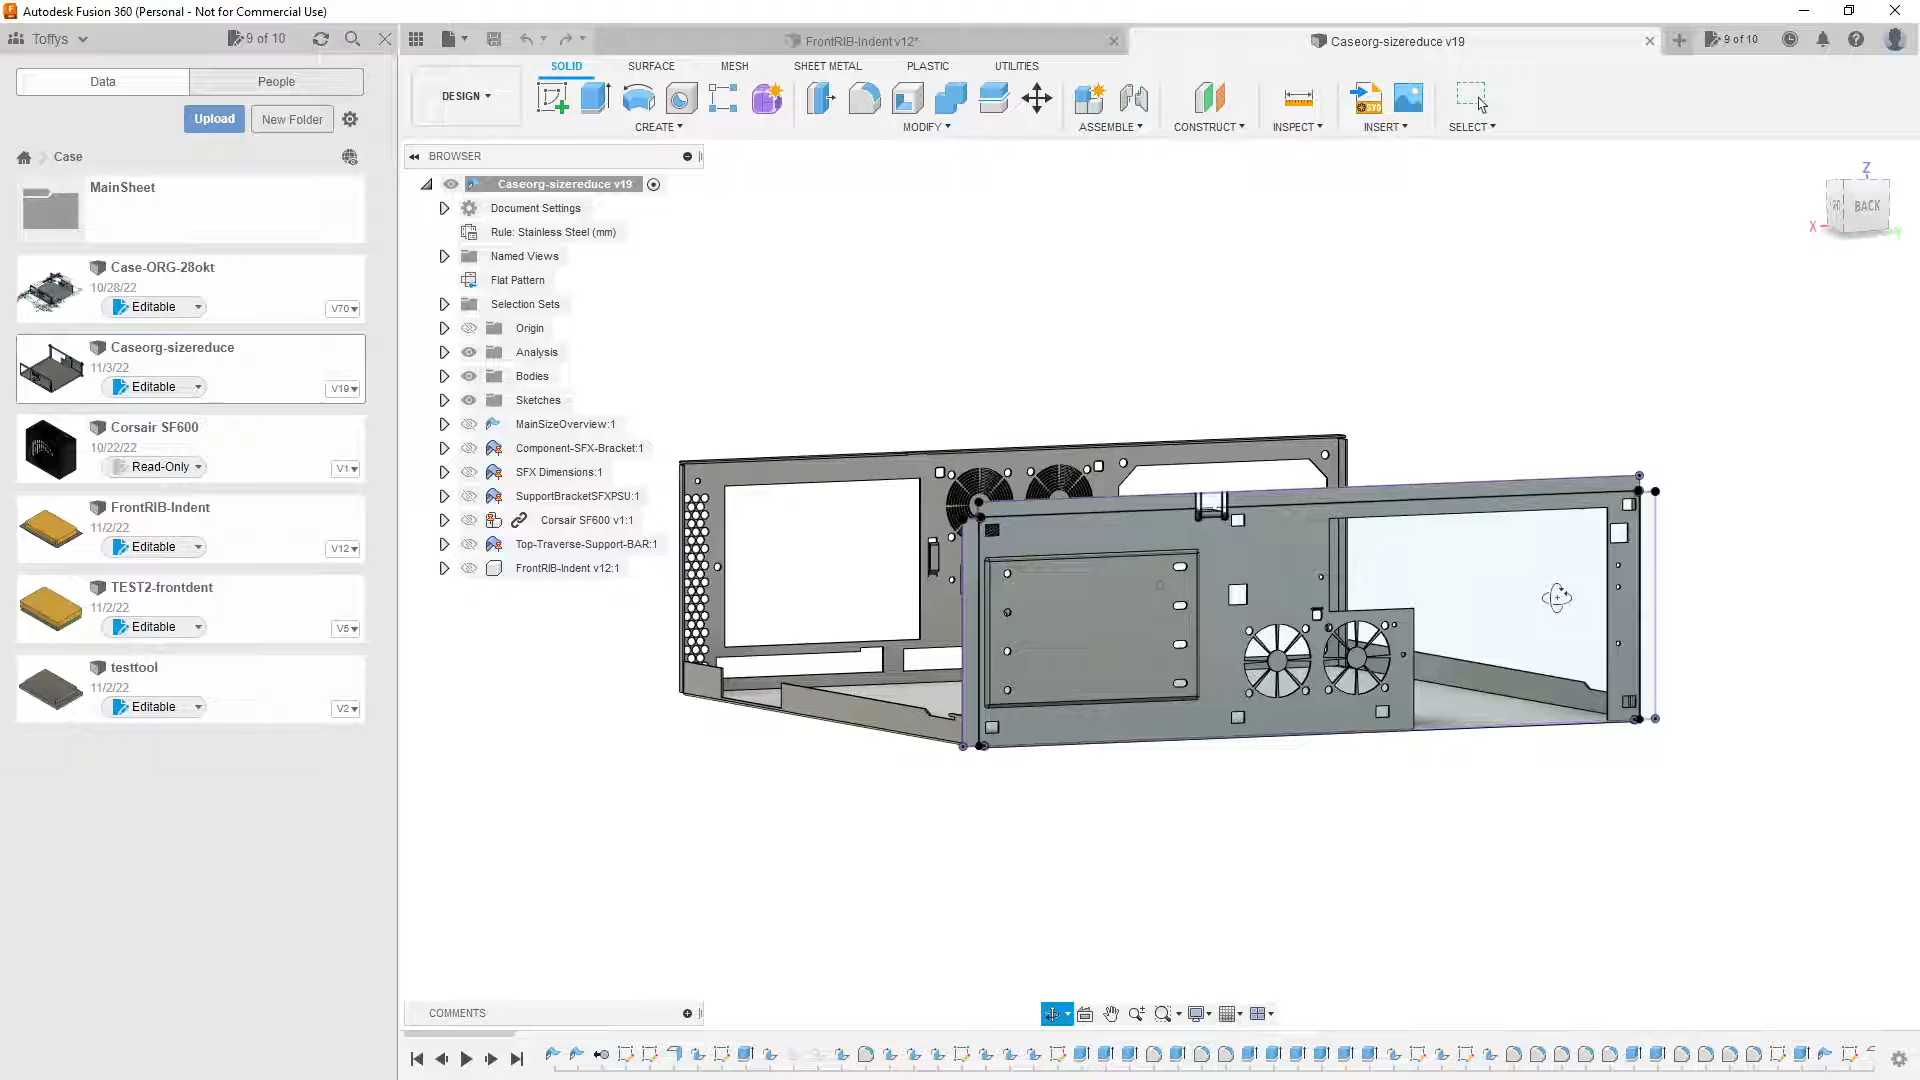 Autodesk Fusion 360 (Personal - Not for Commercial Use)
Toffys
9 of 10
FrontRIB-Indent v12*
Caseorg-sizereduce v19
9 of 10
Data
People
Upload
New Folder
Case
MainSheet
Case-ORG-28okt
10/28/22
Editable
V70
Caseorg-sizereduce
11/3/22
Editable
V19
Corsair SF600
10/22/22
Read-Only
V1
FrontRIB-Indent
11/2/22
Editable
V12
TEST2-frontdent
11/2/22
Editable
V5
testtool
11/2/22
Editable
V2
DESIGN
SOLID
SURFACE
MESH
SHEET METAL
PLASTIC
UTILITIES
CREATE
MODIFY
ASSEMBLE
CONSTRUCT
INSPECT
INSERT
SELECT
BROWSER
Caseorg-sizereduce v19
Document Settings
Rule: Stainless Steel (mm)
Named Views
Flat Pattern
Selection Sets
Origin
Analysis
Bodies
Sketches
MainSizeOverview:1
Component-SFX-Bracket:1
SFX Dimensions:1
SupportBracketSFXPSU:1
Corsair SF600 v1:1
Top-Traverse-Support-BAR:1
FrontRIB-Indent v12:1
Z
BACK
X
COMMENTS